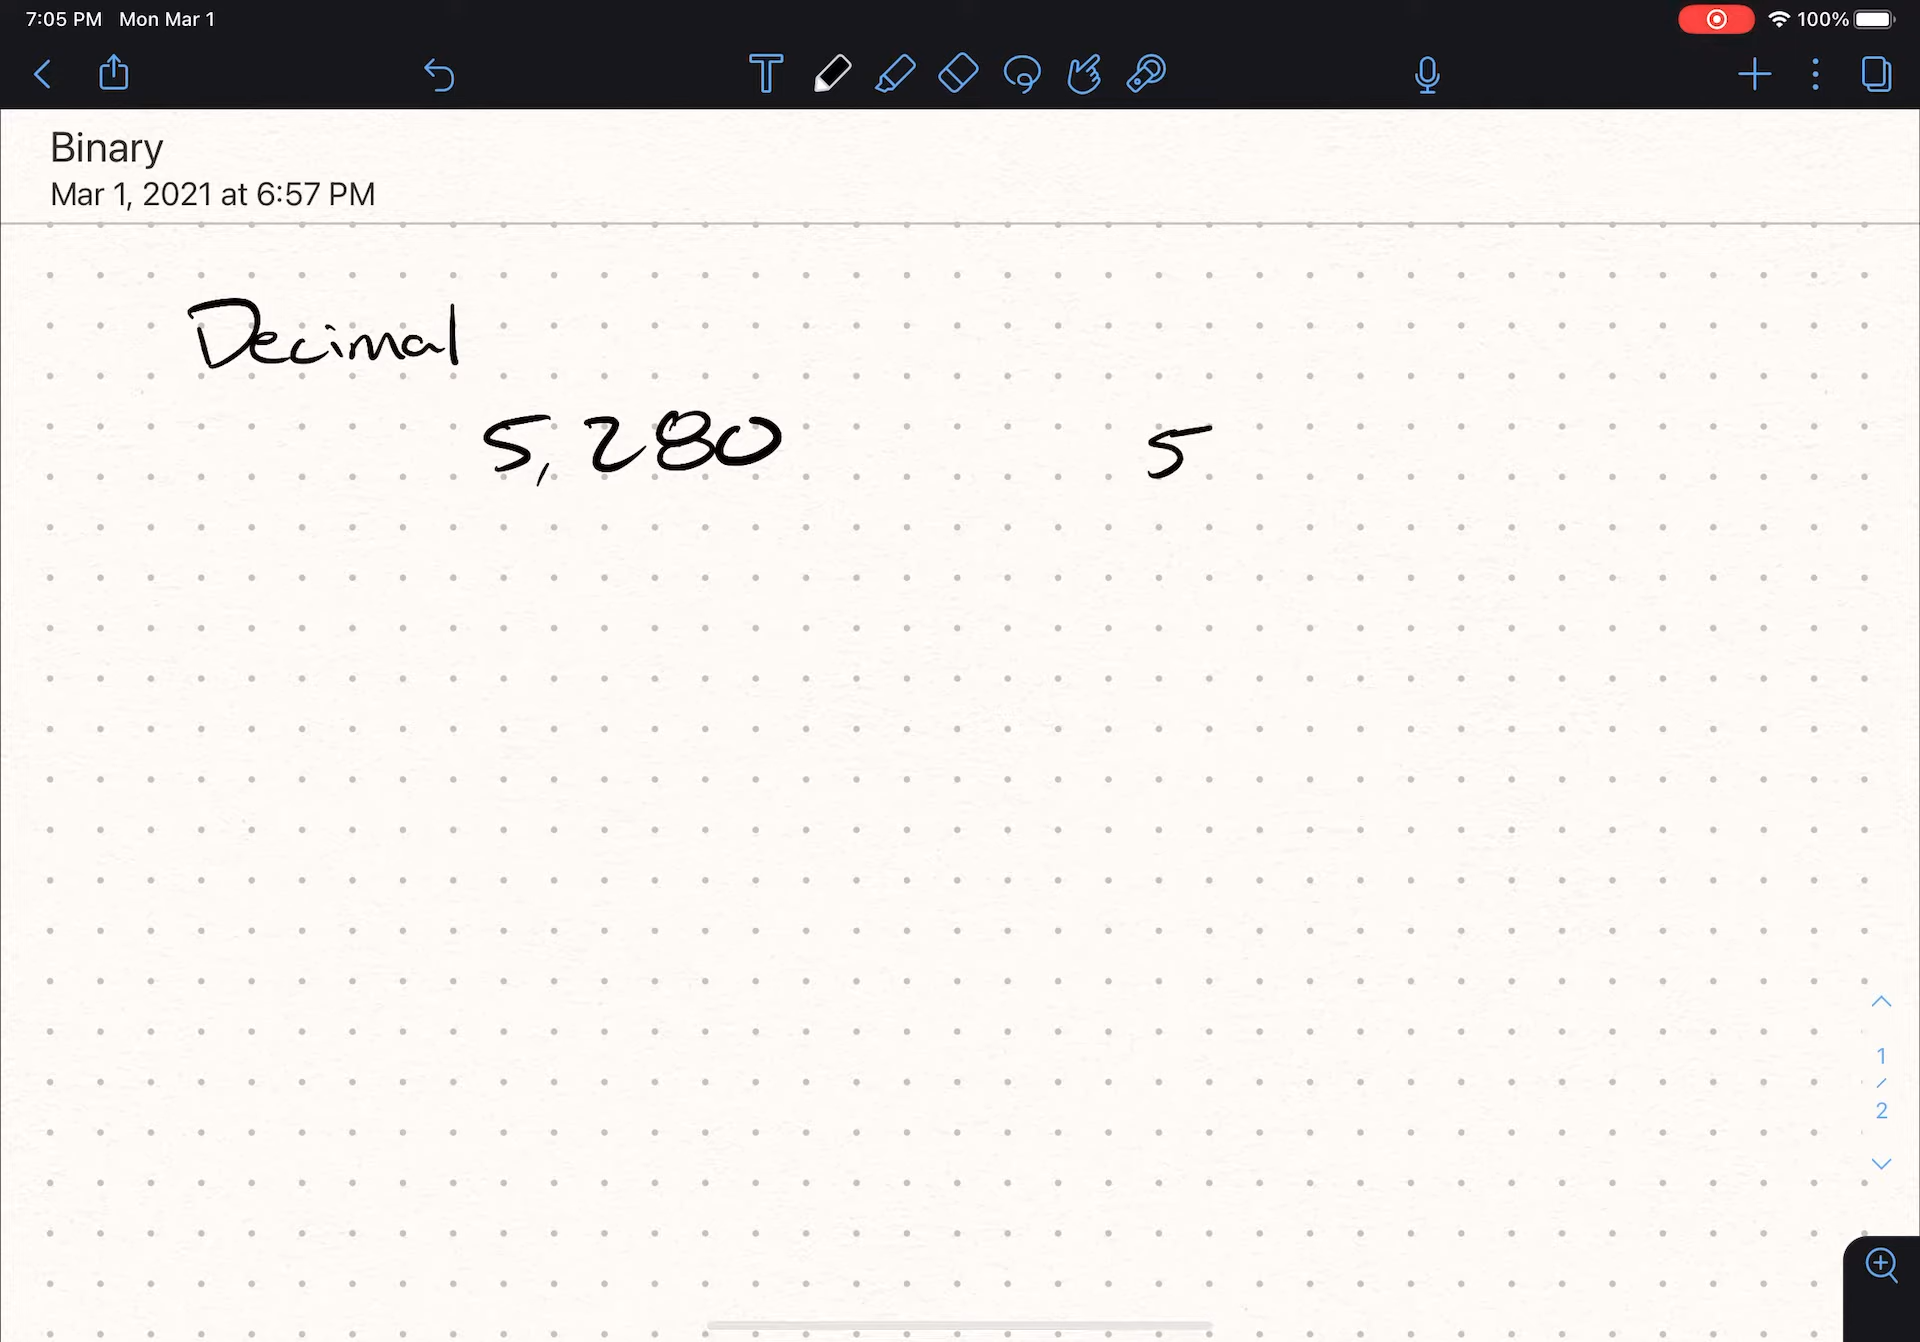 7:05 PM Mon Mar 1 100%
Binary
Mar 1, 2021 at 6:57 PM
Decimal
5,280 5
1
/
2